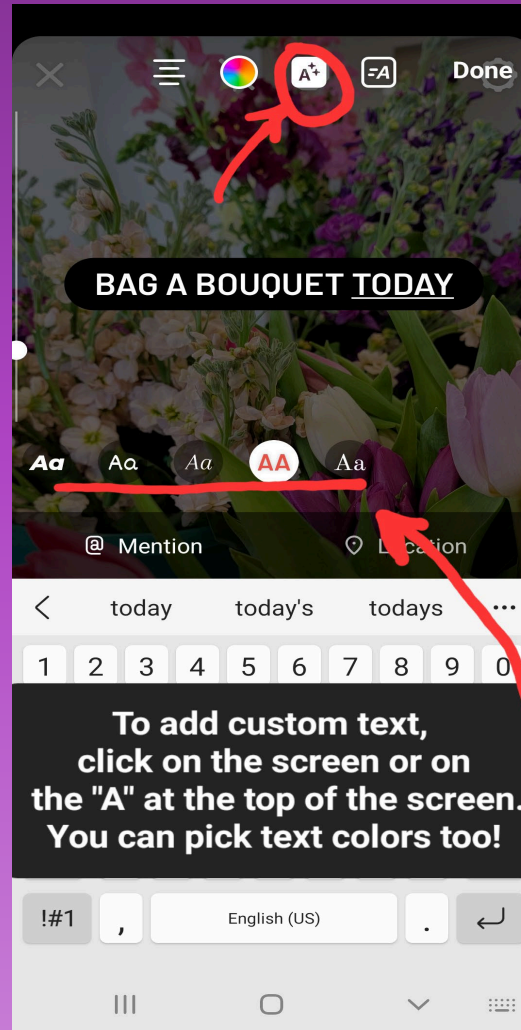 A
=A
Done
BAG A BOUQUET TODAY
Aa Aa Aa AA Aa
@ Mention
Location
today today's todays
1 2 3 4 5 6 7 8 9 0
To add custom text,
click on the screen or on
the "A" at the top of the screen.
You can pick text colors too!
!#1 , English (US) .